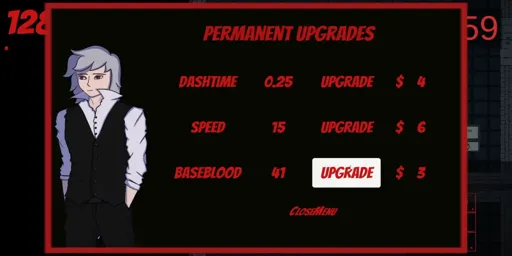 128
59
PERMANENT UPGRADES
DASHTIME 0.25 UPGRADE $ 4
SPEED 15 UPGRADE $ 6
BASEBLOOD 41 UPGRADE $ 3
CLOSEMENU